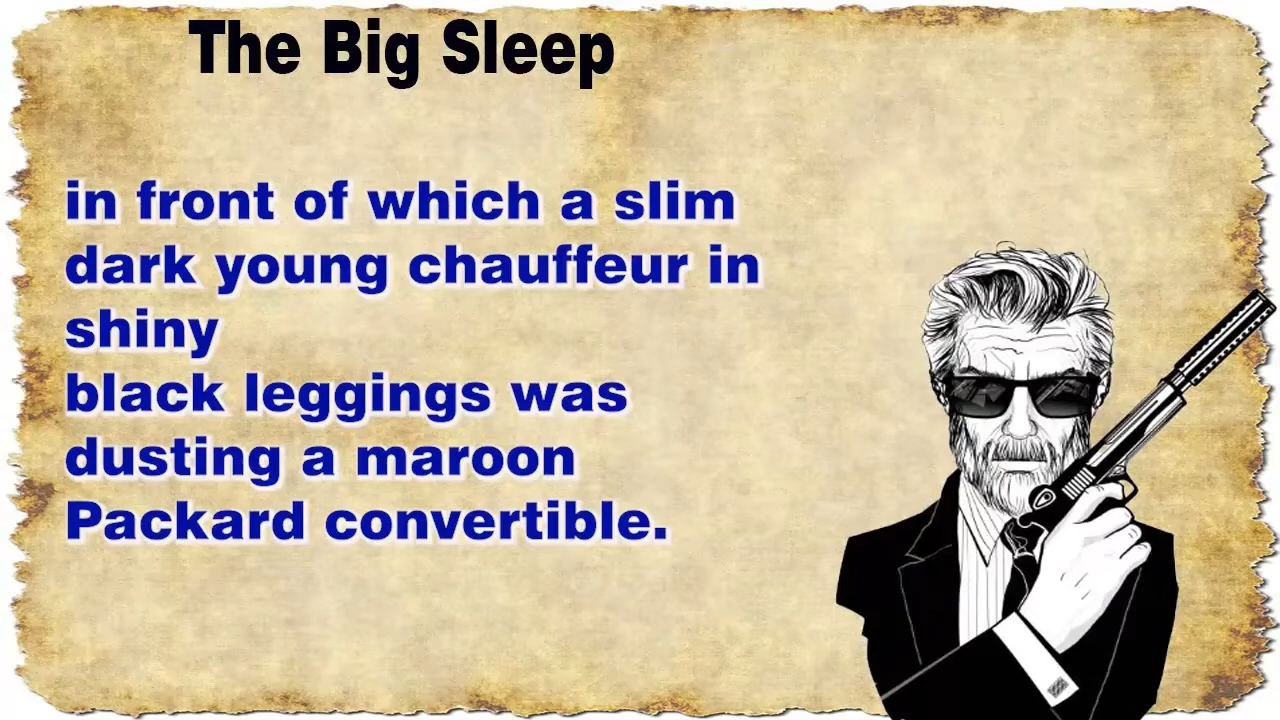 The Big Sleep
in front of which a slim
dark young chauffeur in
shiny
black leggings was
dusting a maroon
Packard convertible.